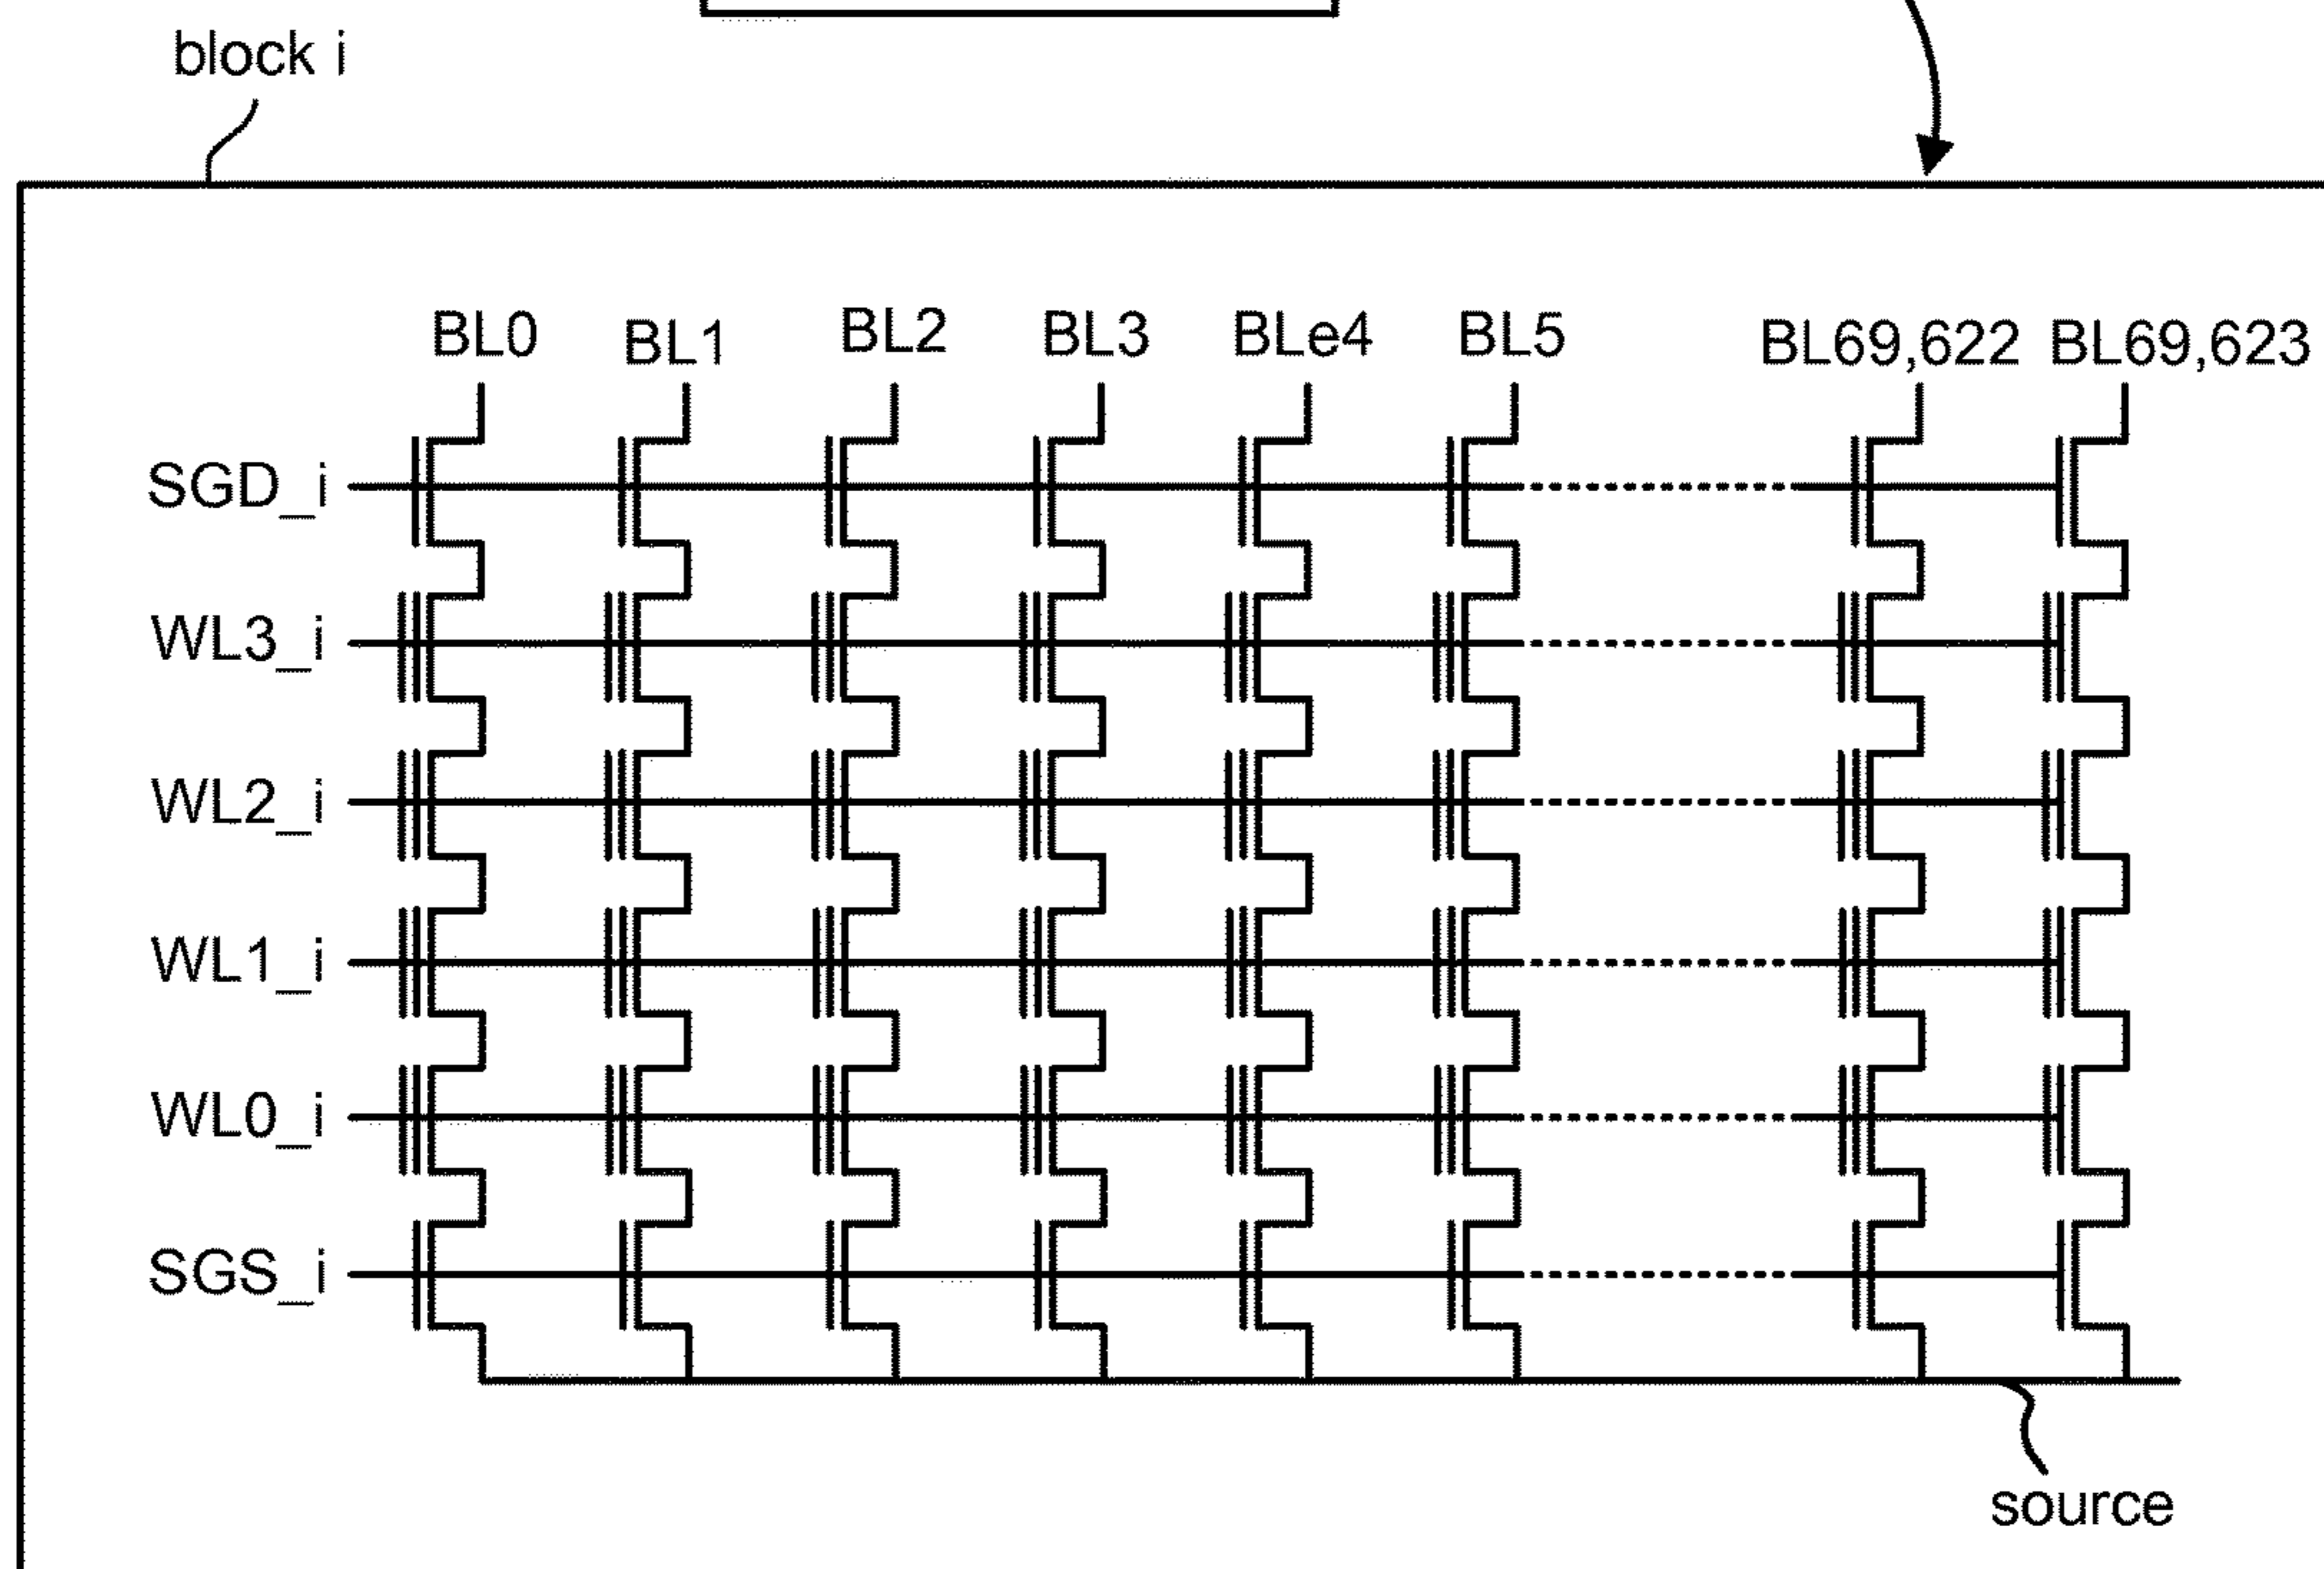 block i
BL0 BL1 BL2 BL3 BLe4 BL5 BL69,622 BL69,623
SGD_i
WL3_i
WL2_i
WL1_i
WL0_i
SGS_i
source